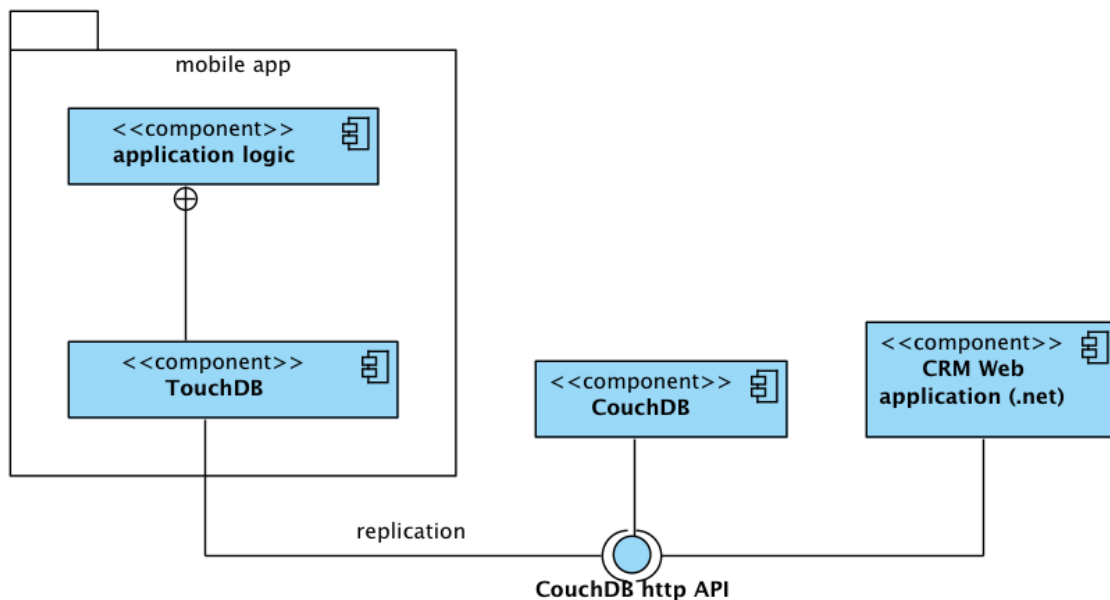 mobile app
<<component>>
application logic
<<component>>
TouchDB
<<component>>
CouchDB
<<component>>
CRM Web
application (.net)
replication
CouchDB http API